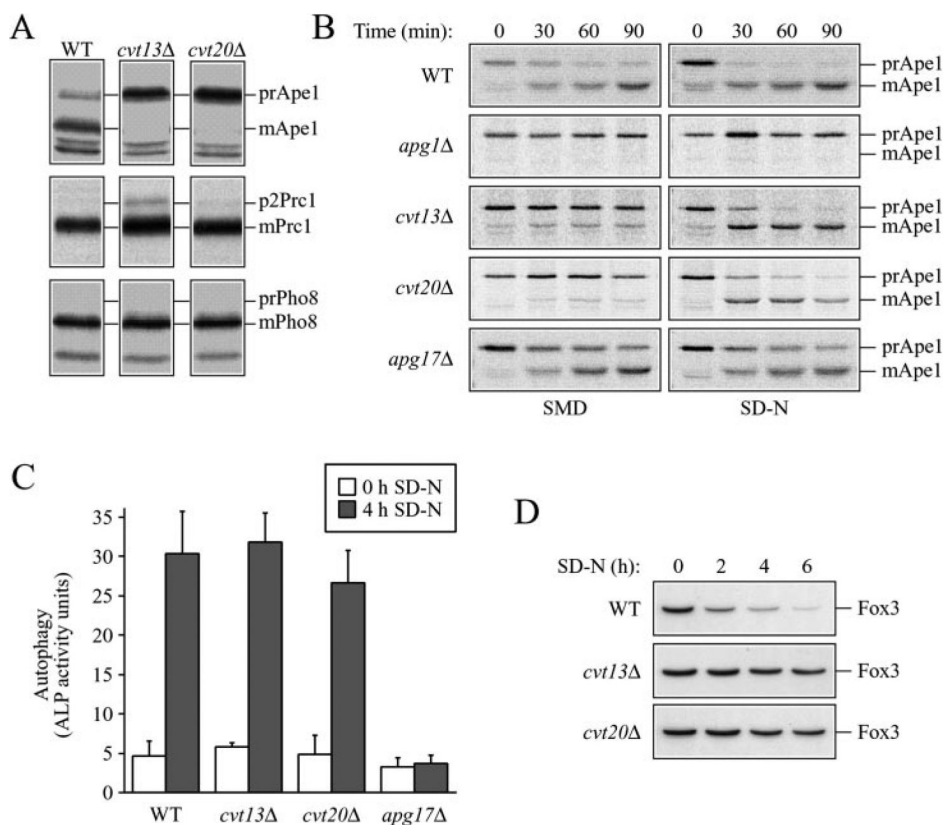 A
WT cvt13Δ cvt20Δ
prApe1
mApe1
p2Prc1
mPrc1
prPho8
mPho8
B
Time (min): 0 30 60 90 0 30 60 90
WT prApe1
mApe1
apg1Δ prApe1
mApe1
cvt13Δ prApe1
mApe1
cvt20Δ prApe1
mApe1
apg17Δ prApe1
mApe1
SMD SD-N
C
0 h SD-N
4 h SD-N
Autophagy
(ALP activity units)
35
30
25
20
15
10
5
0
WT cvt13Δ cvt20Δ apg17Δ
D
SD-N (h): 0 2 4 6
WT Fox3
cvt13Δ Fox3
cvt20Δ Fox3